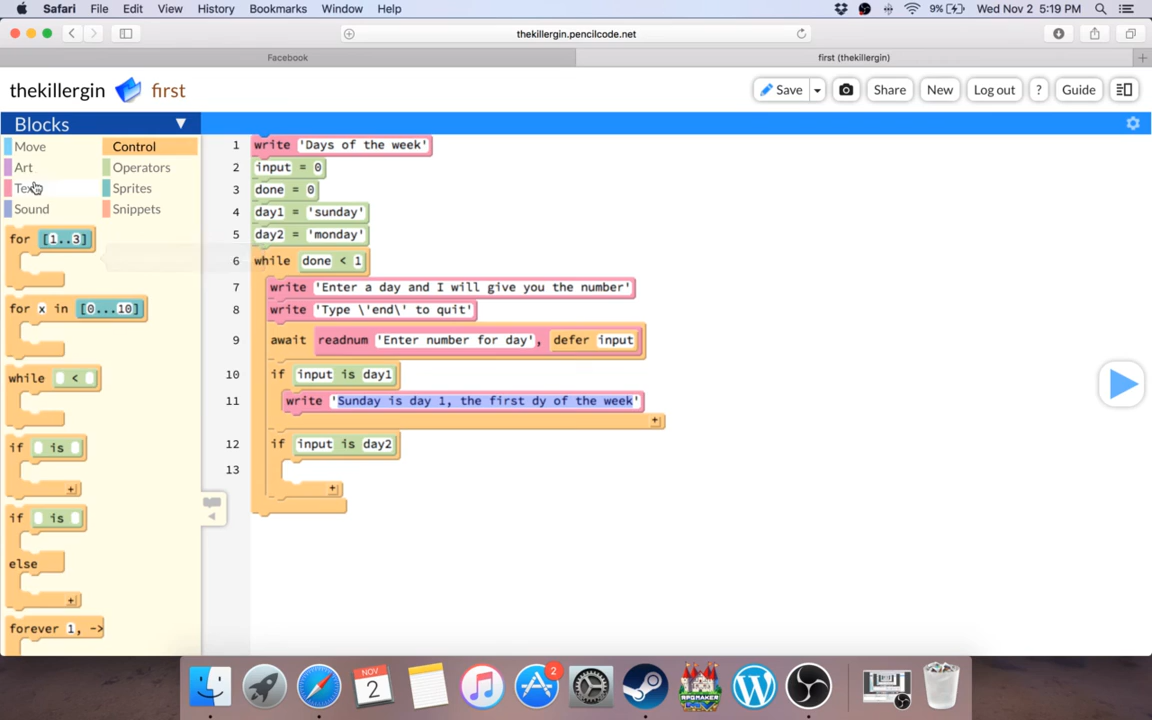 Safari File Edit View History Bookmarks Window Help 9% Wed Nov 2 5:19 PM
thekillergin.pencilcode.net
Facebook first (thekillergin)
thekillergin first Save Share New Log out ? Guide
Blocks
Move Control
Art Operators
Text Sprites
Sound Snippets
for [1..3]
for x in [0...10]
while <
if is
if is
else
forever 1, ->
1 write 'Days of the week'
2 input = 0
3 done = 0
4 day1 = 'sunday'
5 day2 = 'monday'
6 while done < 1
7 write 'Enter a day and I will give you the number'
8 write 'Type \'end\' to quit'
9 await readnum 'Enter number for day', defer input
10 if input is day1
11 write 'Sunday is day 1, the first dy of the week'
12 if input is day2
13
NOV
2
2